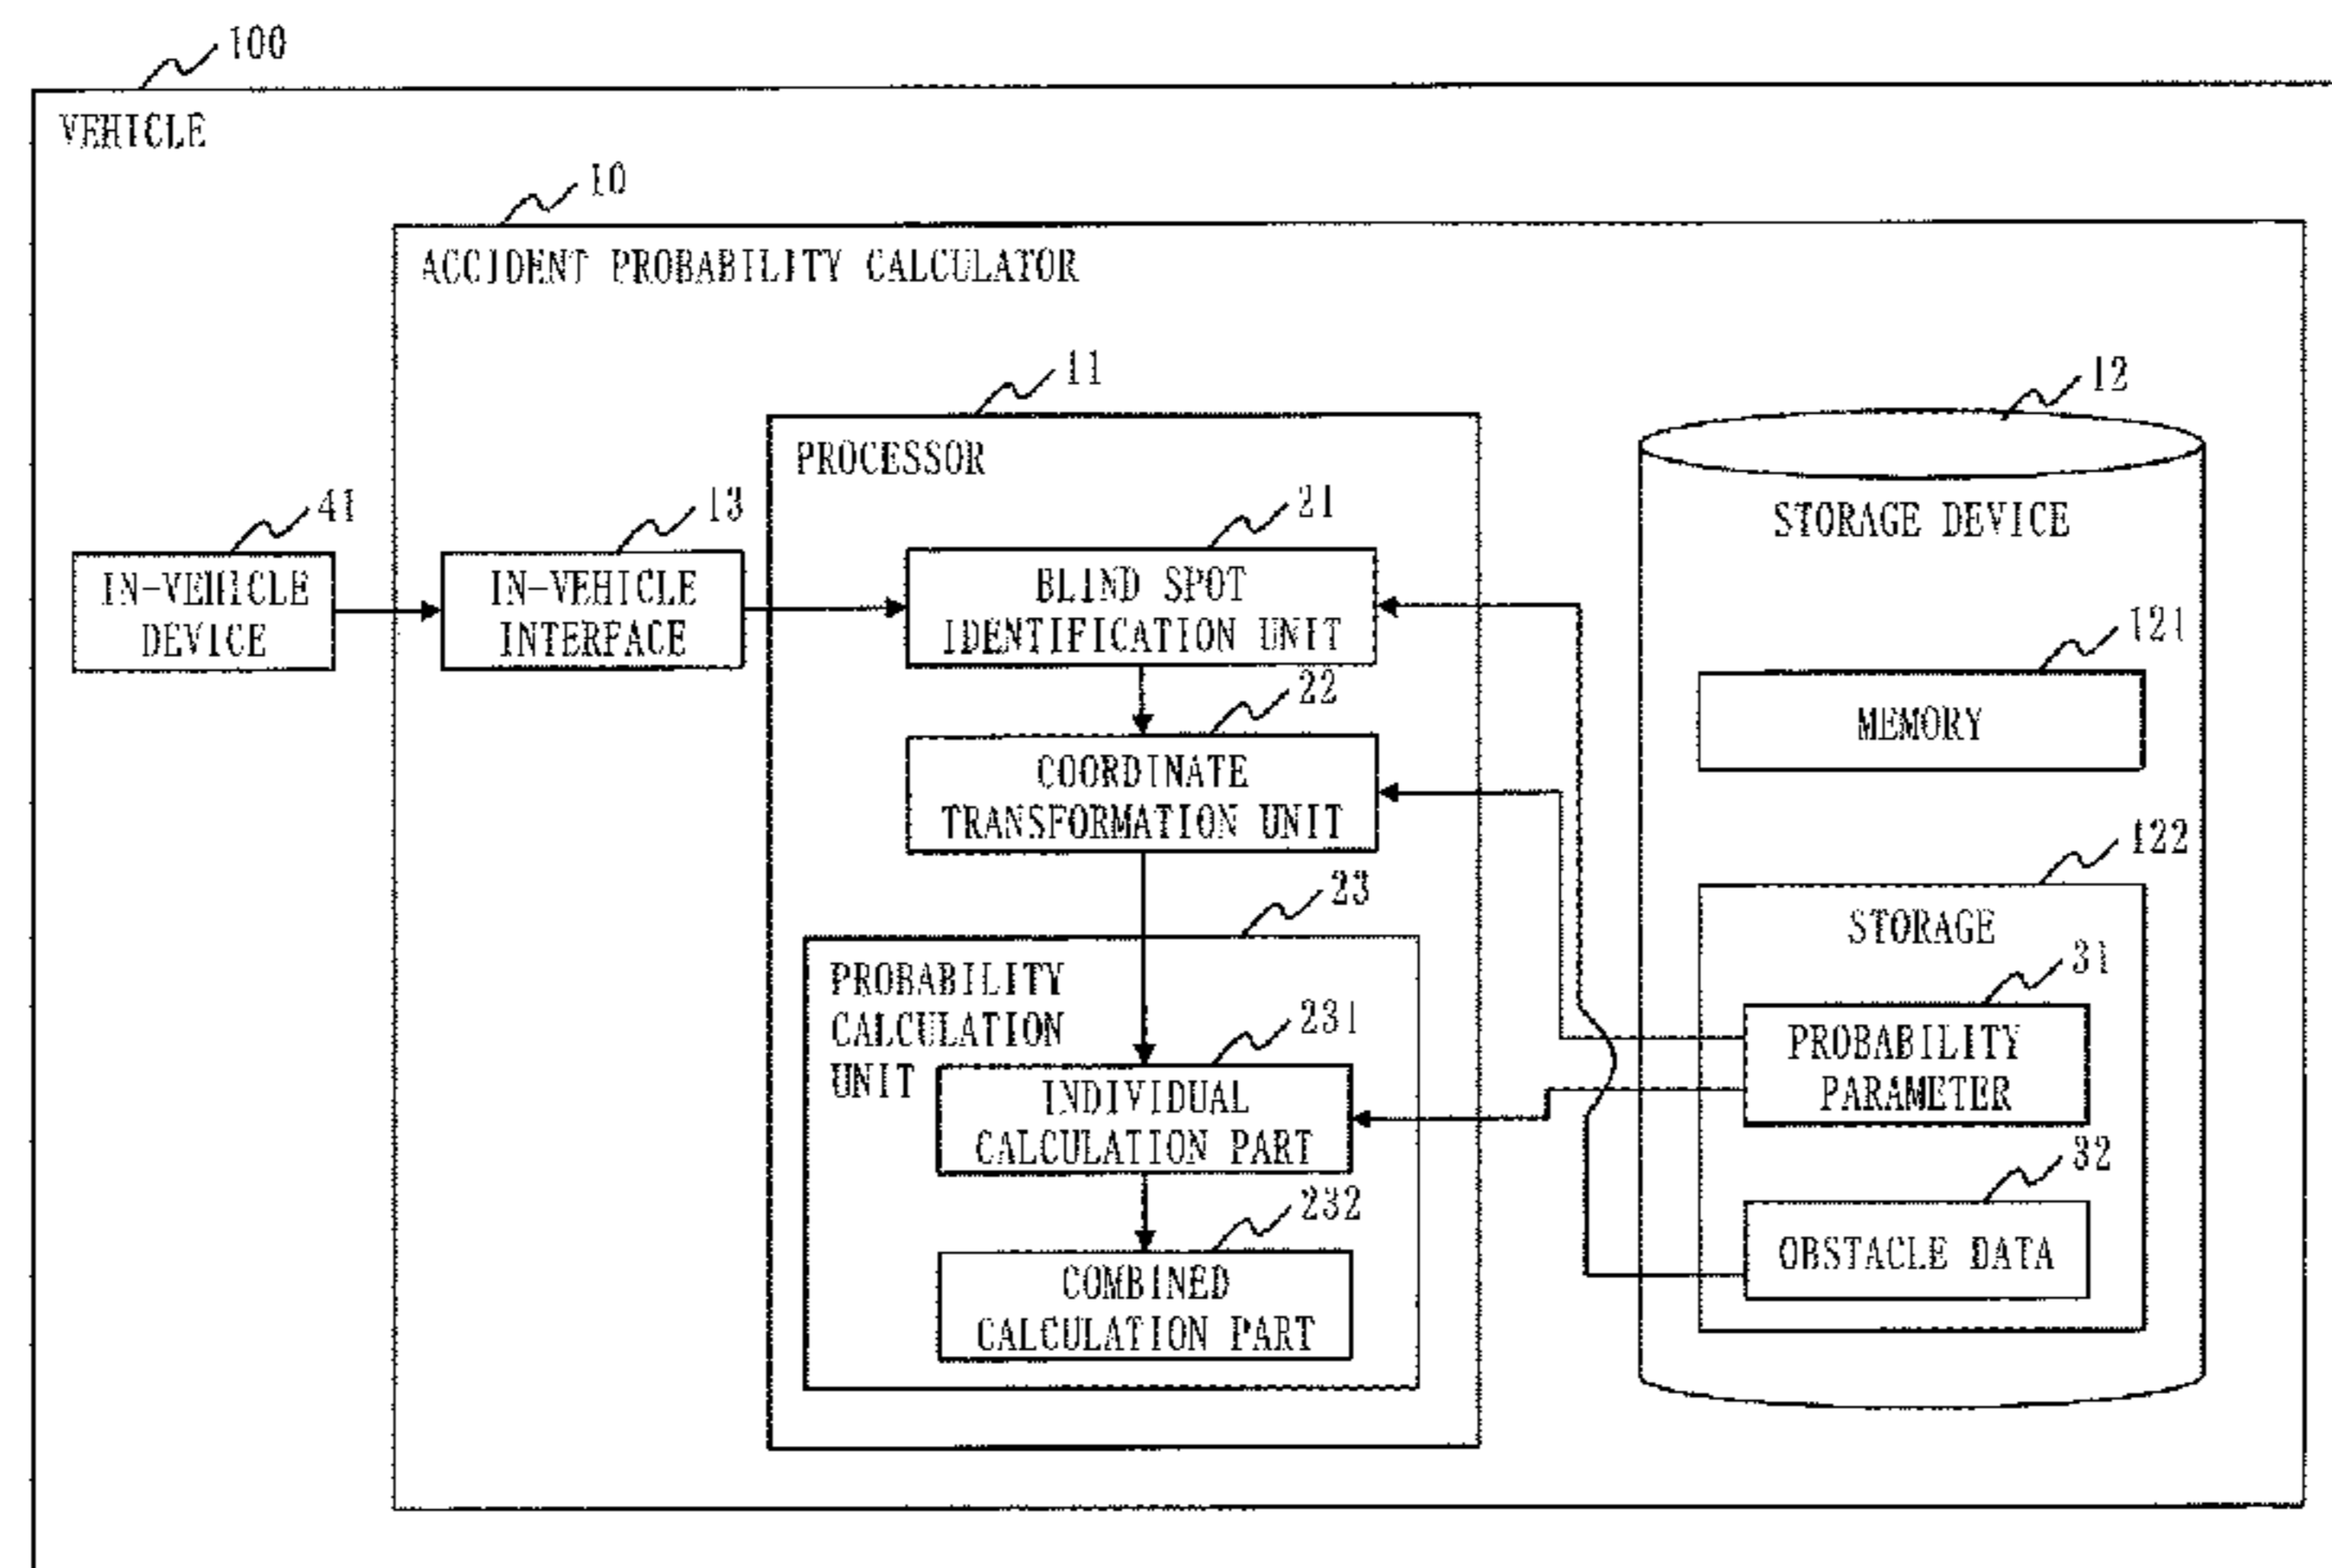 100
VEHICLE
10
ACCIDENT PROBABILITY CALCULATOR
11
PROCESSOR
12
STORAGE DEVICE
41
IN-VEHICLE
DEVICE
13
IN-VEHICLE
INTERFACE
21
BLIND SPOT
IDENTIFICATION UNIT
121
MEMORY
22
COORDINATE
TRANSFORMATION UNIT
122
STORAGE
23
PROBABILITY
CALCULATION
UNIT
31
PROBABILITY
PARAMETER
231
INDIVIDUAL
CALCULATION PART
32
OBSTACLE DATA
232
COMBINED
CALCULATION PART